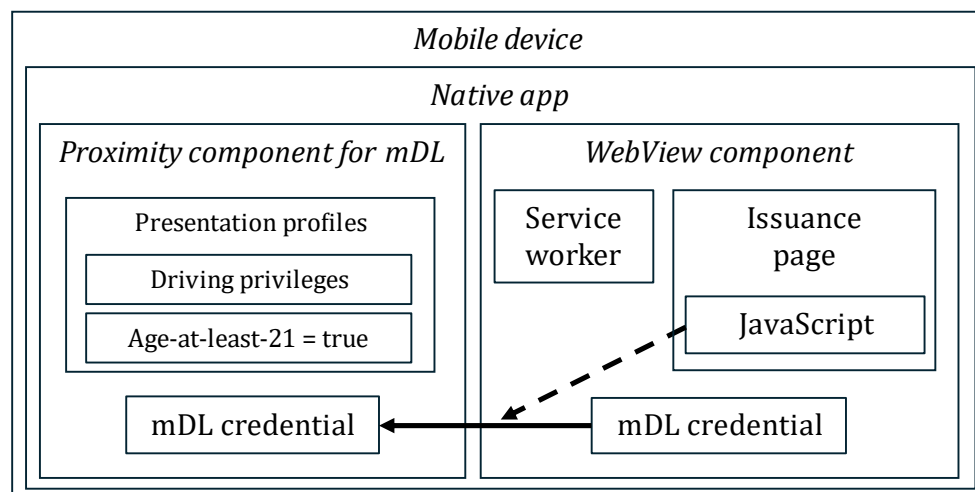 Mobile device
Native app
Proximity component for mDL
Presentation profiles
Driving privileges
Age-at-least-21 = true
mDL credential
WebView component
Service
worker
Issuance
page
JavaScript
mDL credential